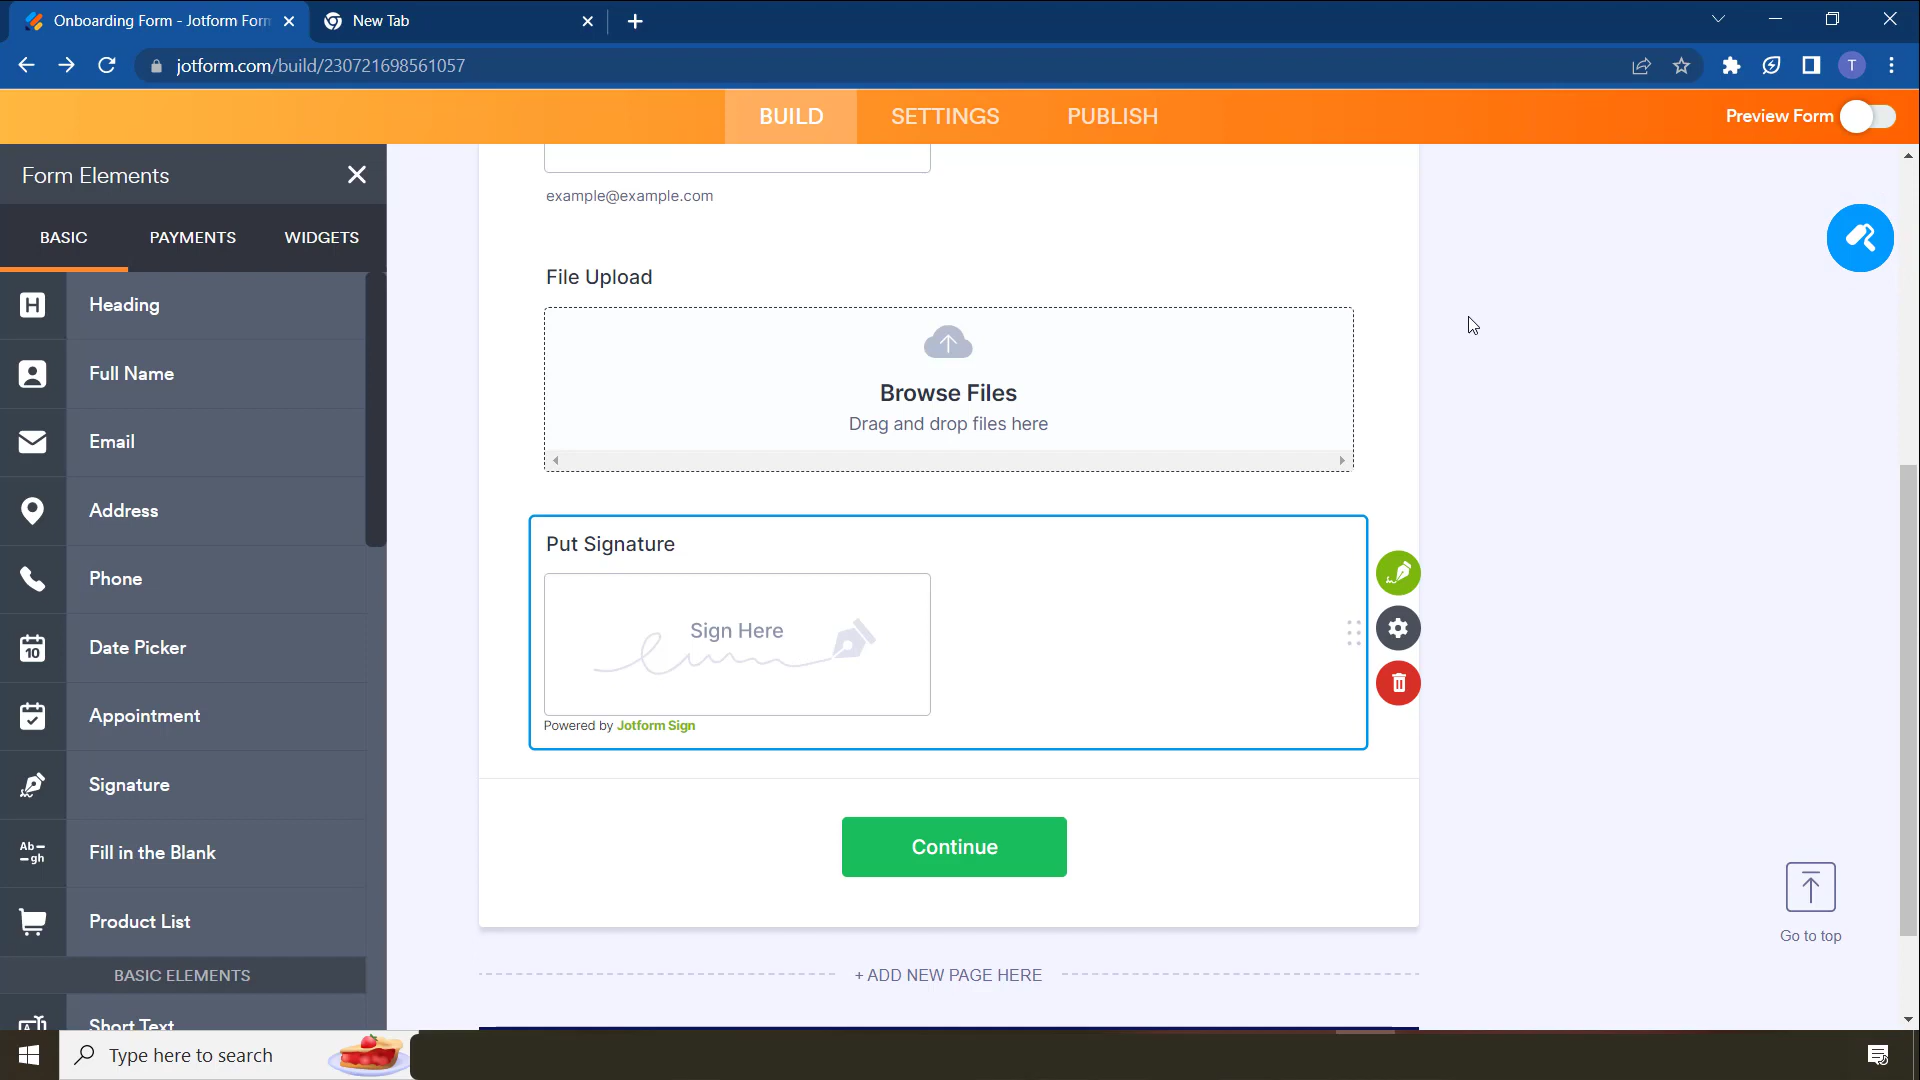 Onboarding Form - Jotform Form
New Tab
jotform.com/build/230721698561057
T
BUILD
SETTINGS
PUBLISH
Preview Form
Form Elements
BASIC
PAYMENTS
WIDGETS
H
Heading
Full Name
Email
Address
Phone
10
Date Picker
Appointment
Signature
Ab
gh
Fill in the Blank
Product List
BASIC ELEMENTS
Short Text
example@example.com
File Upload
Browse Files
Drag and drop files here
Put Signature
Sign Here
Powered by Jotform Sign
Continue
+ ADD NEW PAGE HERE
Go to top
Type here to search